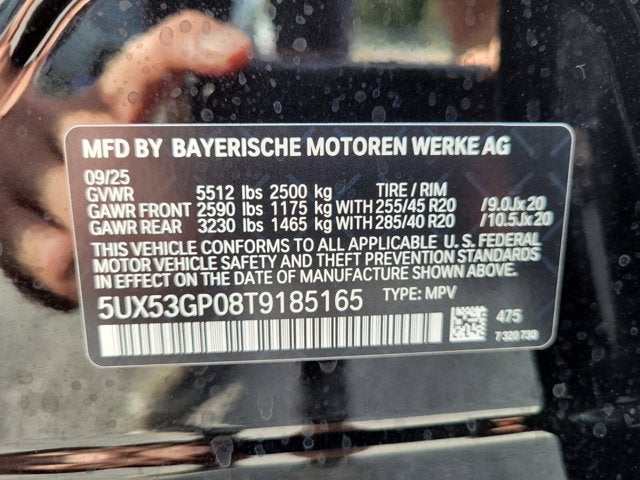 MFD BY BAYERISCHE MOTOREN WERKE AG
09/25
GVWR 5512 lbs 2500 kg TIRE / RIM
GAWR FRONT 2590 lbs 1175 kg WITH 255/45 R20 /9.0Jx20
GAWR REAR 3230 lbs 1465 kg WITH 285/40 R20 /10.5Jx20
THIS VEHICLE CONFORMS TO ALL APPLICABLE U.S. FEDERAL
MOTOR VEHICLE SAFETY AND THEFT PREVENTION STANDARDS
IN EFFECT ON THE DATE OF MANUFACTURE SHOWN ABOVE.
5UX53GP08T9185165 TYPE: MPV
475
7 320 730